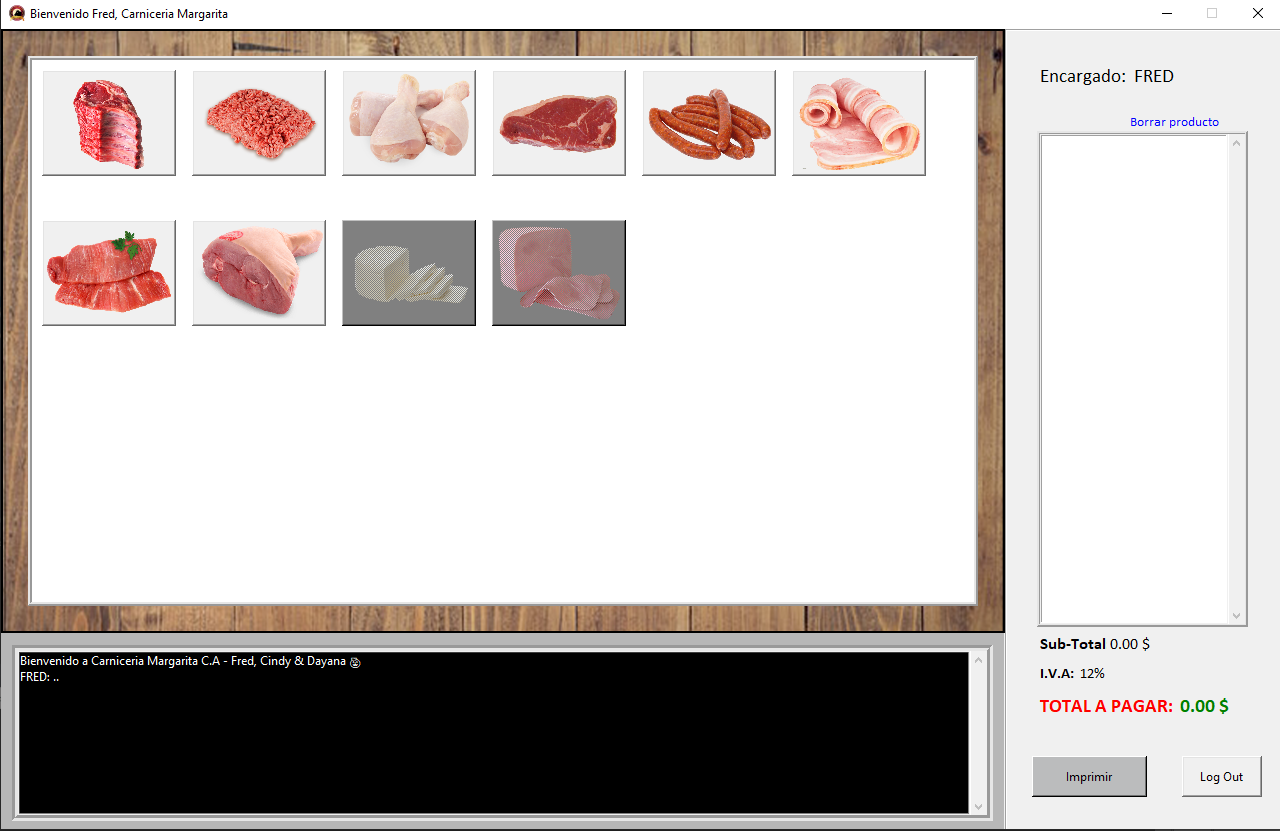 Bienvenido Fred, Carniceria Margarita
Encargado: FRED
Borrar producto
Sub-Total 0.00 $
I.V.A: 12%
TOTAL A PAGAR: 0.00 $
Imprimir
Log Out
Bienvenido a Carniceria Margarita C.A - Fred, Cindy & Dayana
FRED: ..